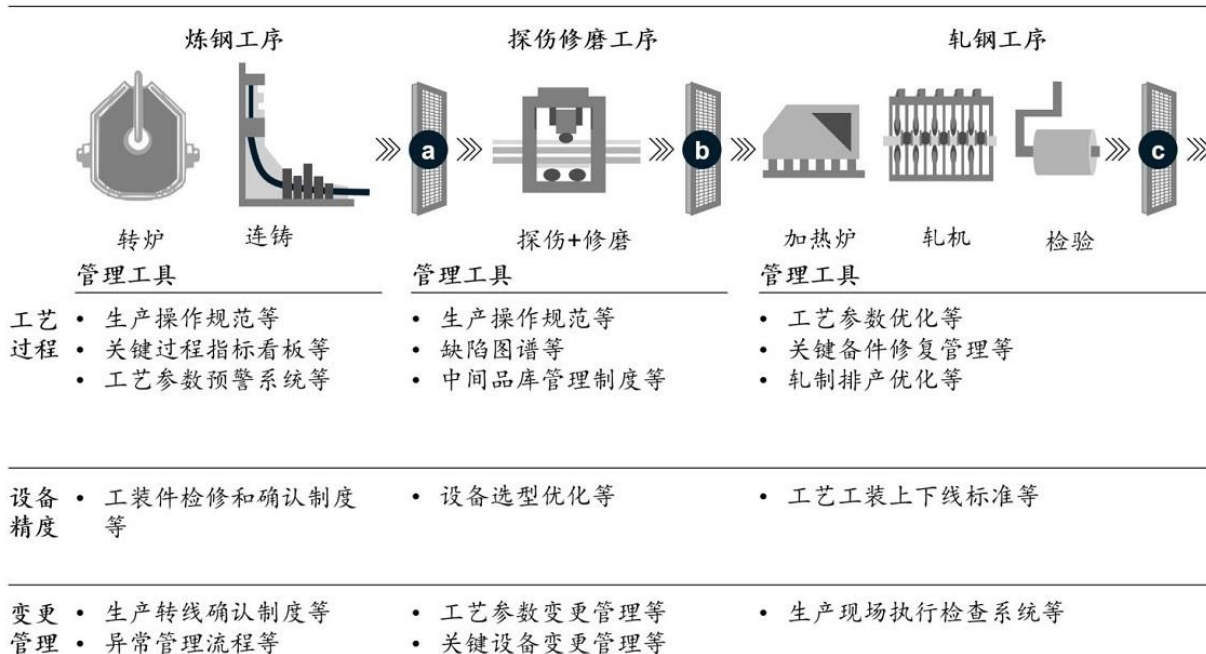 炼钢工序 探伤修磨工序 轧钢工序
a b c
转炉 连铸 探伤+修磨 加热炉 轧机 检验
管理工具 管理工具 管理工具
工艺过程
• 生产操作规范等
• 关键过程指标看板等
• 工艺参数预警系统等
• 生产操作规范等
• 缺陷图谱等
• 中间品库管理制度等
• 工艺参数优化等
• 关键备件修复管理等
• 轧制排产优化等
设备
精度
• 工装件检修和确认制度
等
• 设备选型优化等
• 工艺工装上下线标准等
变更
管理
• 生产转线确认制度等
• 异常管理流程等
• 工艺参数变更管理等
• 关键设备变更管理等
• 生产现场执行检查系统等